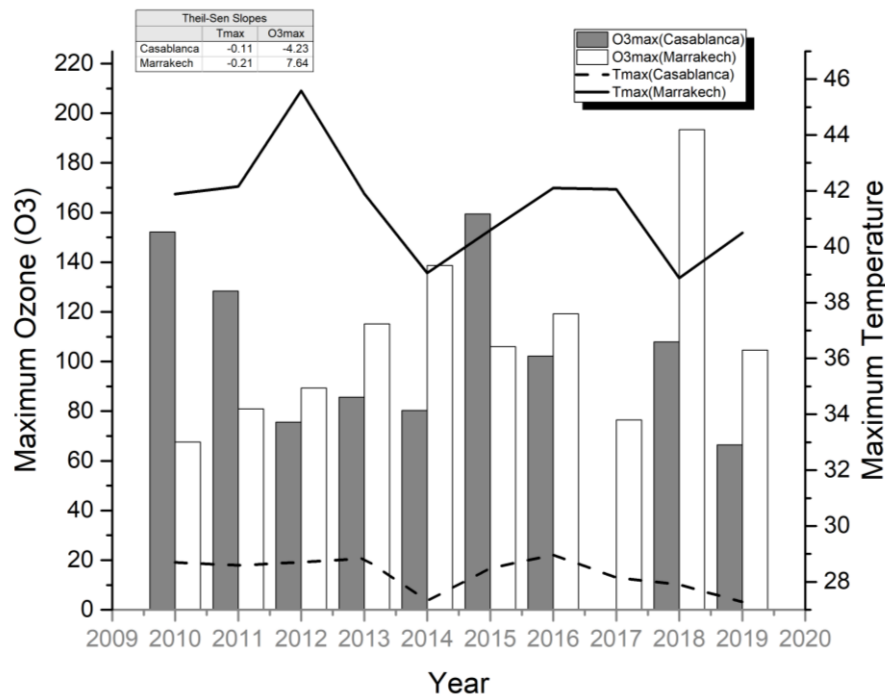 Theil-Sen Slopes
Tmax O3max
Casablanca -0.11 -4.23
Marrakech -0.21 7.64
O3max(Casablanca)
O3max(Marrakech)
Tmax(Casablanca)
Tmax(Marrakech)
Maximum Ozone (O3)
220
200
180
160
140
120
100
80
60
40
20
0
46
44
42
40
38
36
34
32
30
28
Maximum Temperature
2009 2010 2011 2012 2013 2014 2015 2016 2017 2018 2019 2020
Year